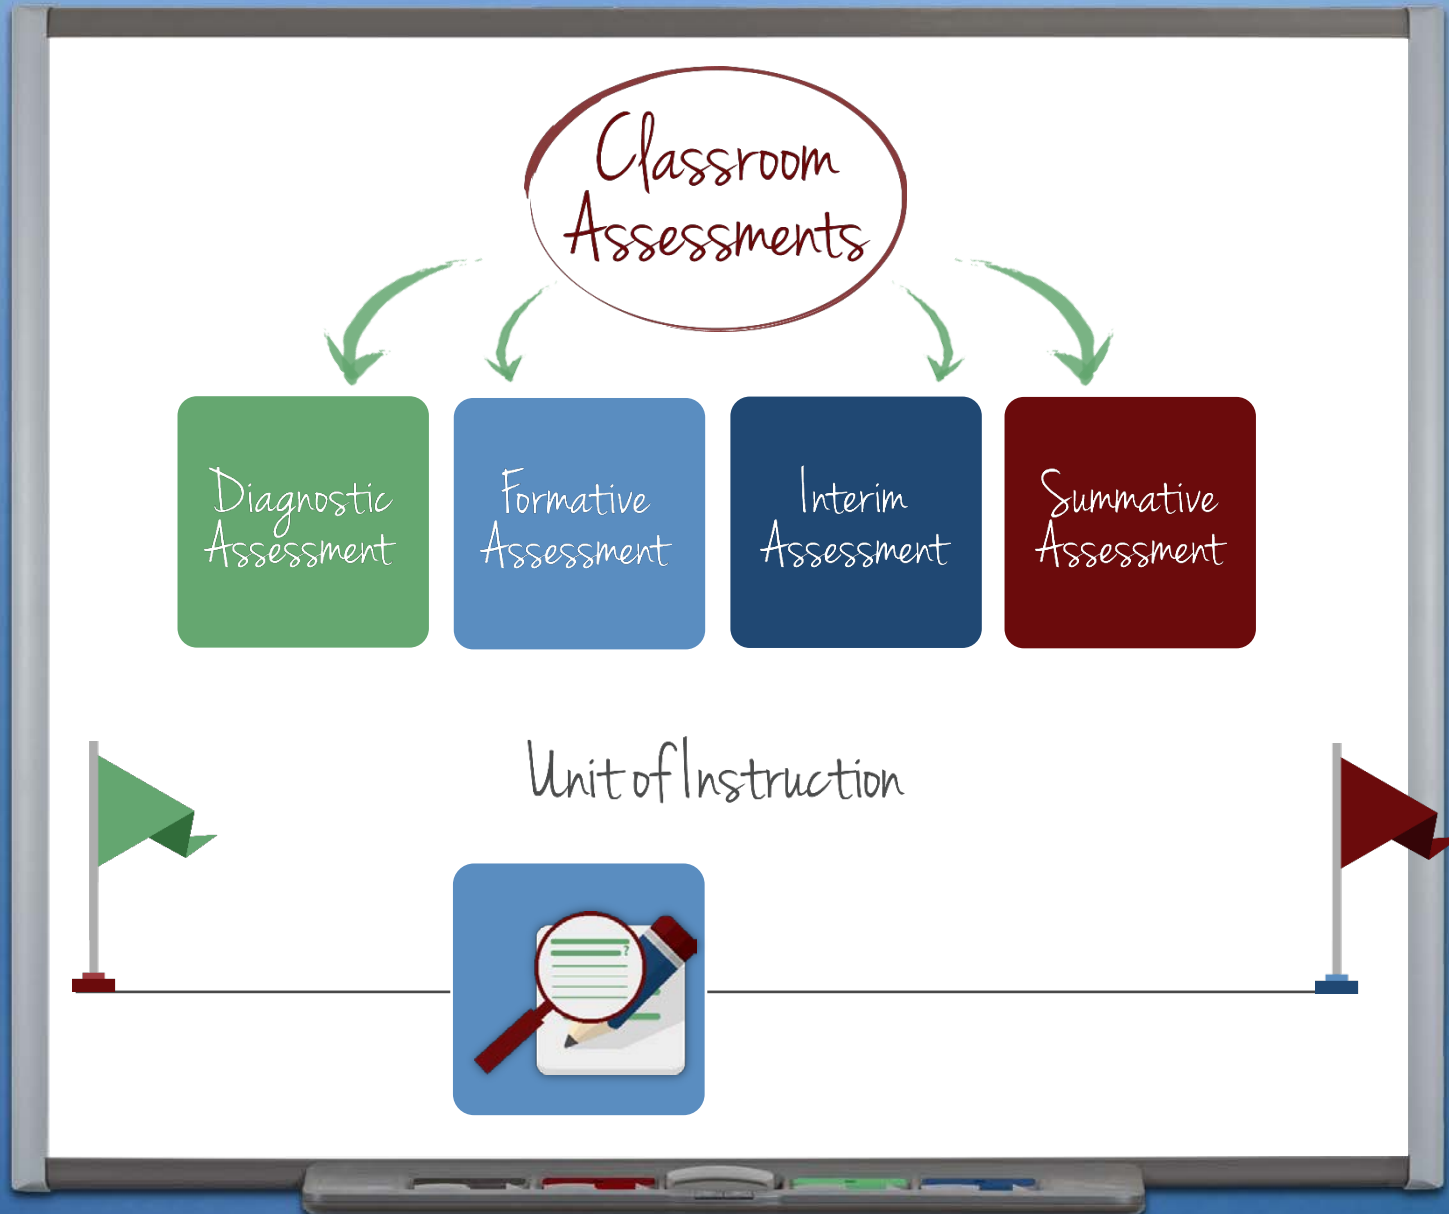 Classroom
Assessments
Diagnostic
Assessment
Formative
Assessment
Interim
Assessment
Summative
Assessment
Unit of Instruction
?